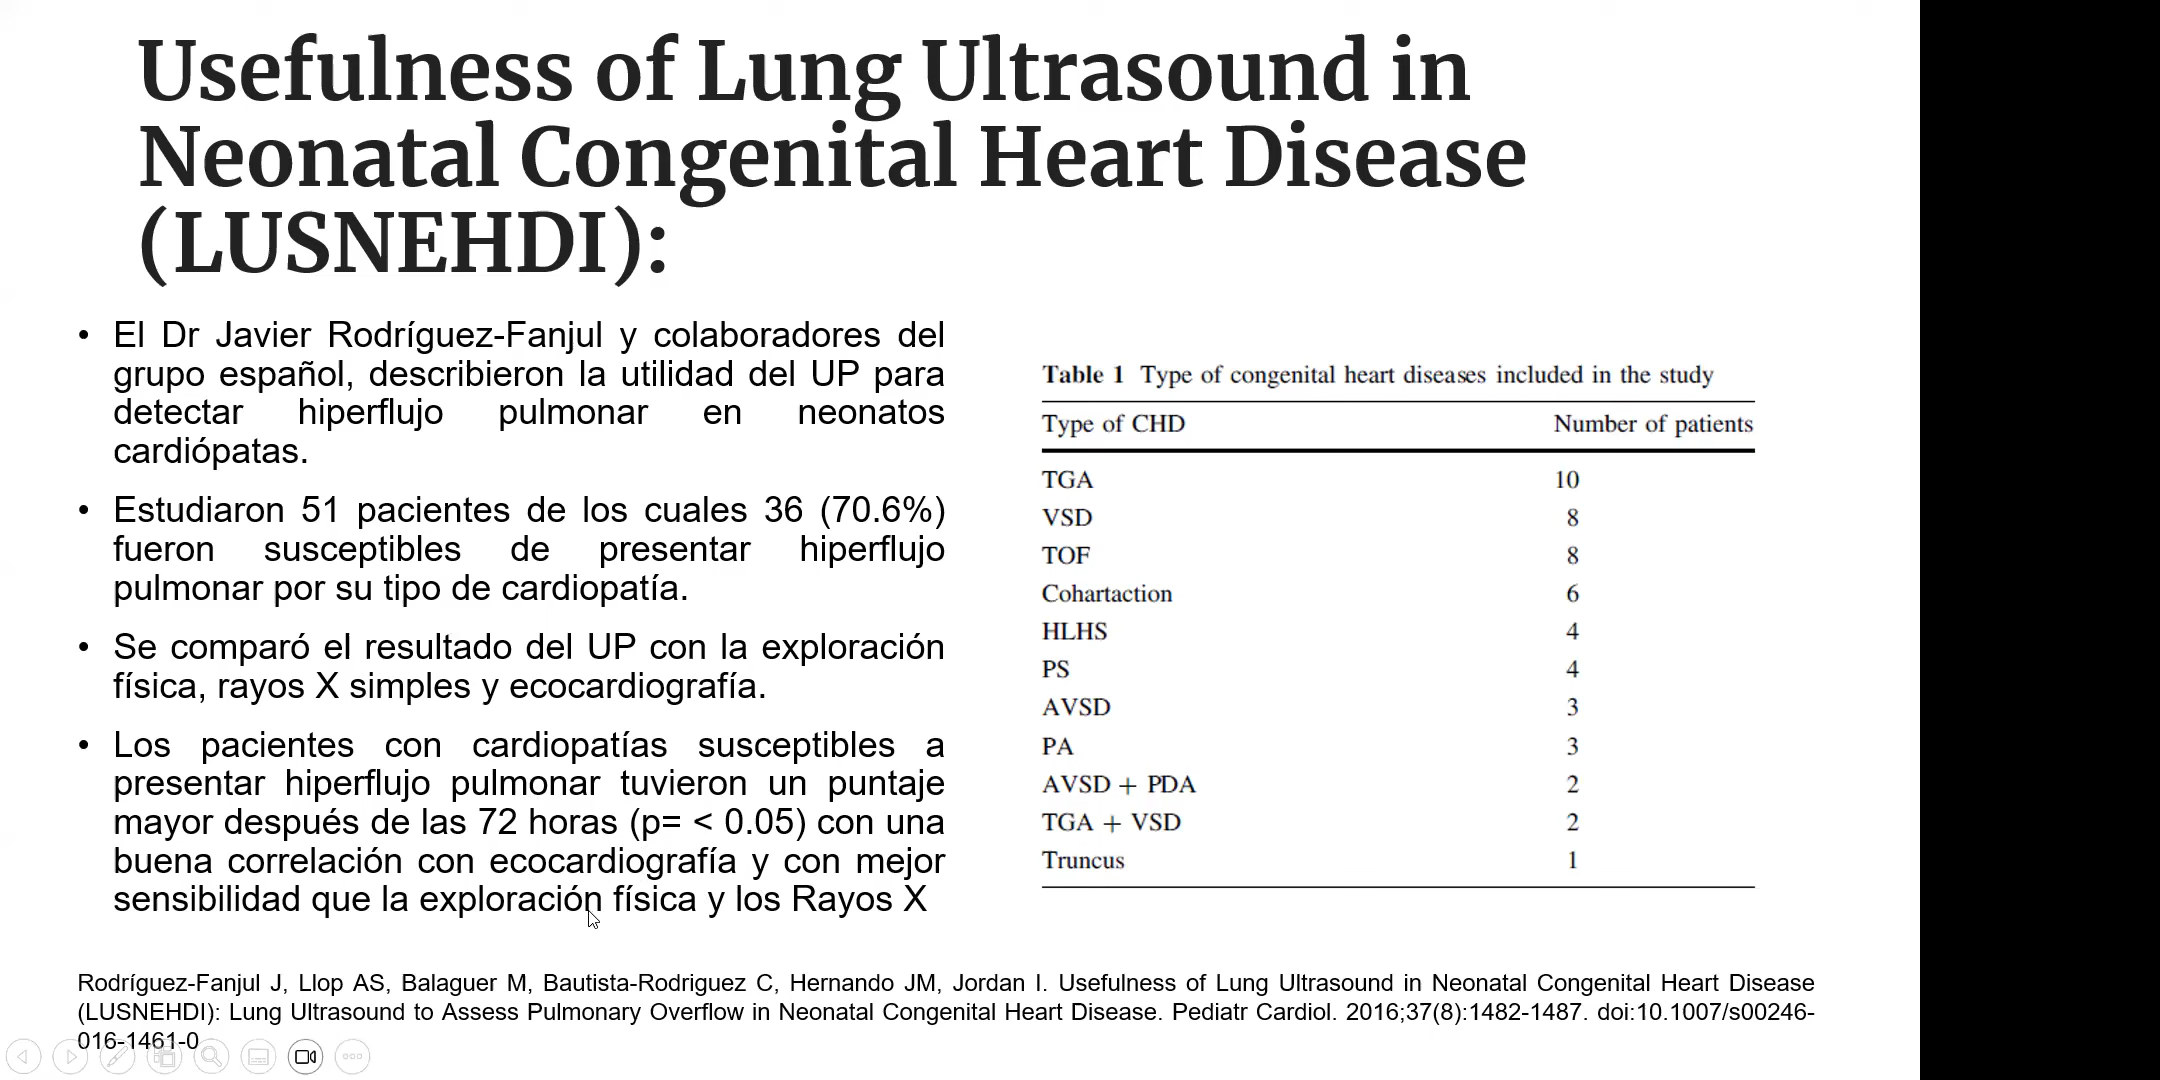 Usefulness of Lung Ultrasound in
Neonatal Congenital Heart Disease
(LUSNEHDI):
• El Dr Javier Rodríguez-Fanjul y colaboradores del
grupo español, describieron la utilidad del UP para
detectar hiperflujo pulmonar en neonatos
cardiópatas.
• Estudiaron 51 pacientes de los cuales 36 (70.6%)
fueron susceptibles de presentar hiperflujo
pulmonar por su tipo de cardiopatía.
• Se comparó el resultado del UP con la exploración
física, rayos X simples y ecocardiografía.
• Los pacientes con cardiopatías susceptibles a
presentar hiperflujo pulmonar tuvieron un puntaje
mayor después de las 72 horas (p= < 0.05) con una
buena correlación con ecocardiografía y con mejor
sensibilidad que la exploración física y los Rayos X
Table 1 Type of congenital heart diseases included in the study
Type of CHD Number of patients
TGA 10
VSD 8
TOF 8
Cohartaction 6
HLHS 4
PS 4
AVSD 3
PA 3
AVSD + PDA 2
TGA + VSD 2
Truncus 1
Rodríguez-Fanjul J, Llop AS, Balaguer M, Bautista-Rodriguez C, Hernando JM, Jordan I. Usefulness of Lung Ultrasound in Neonatal Congenital Heart Disease
(LUSNEHDI): Lung Ultrasound to Assess Pulmonary Overflow in Neonatal Congenital Heart Disease. Pediatr Cardiol. 2016;37(8):1482-1487. doi:10.1007/s00246-
016-1461-0